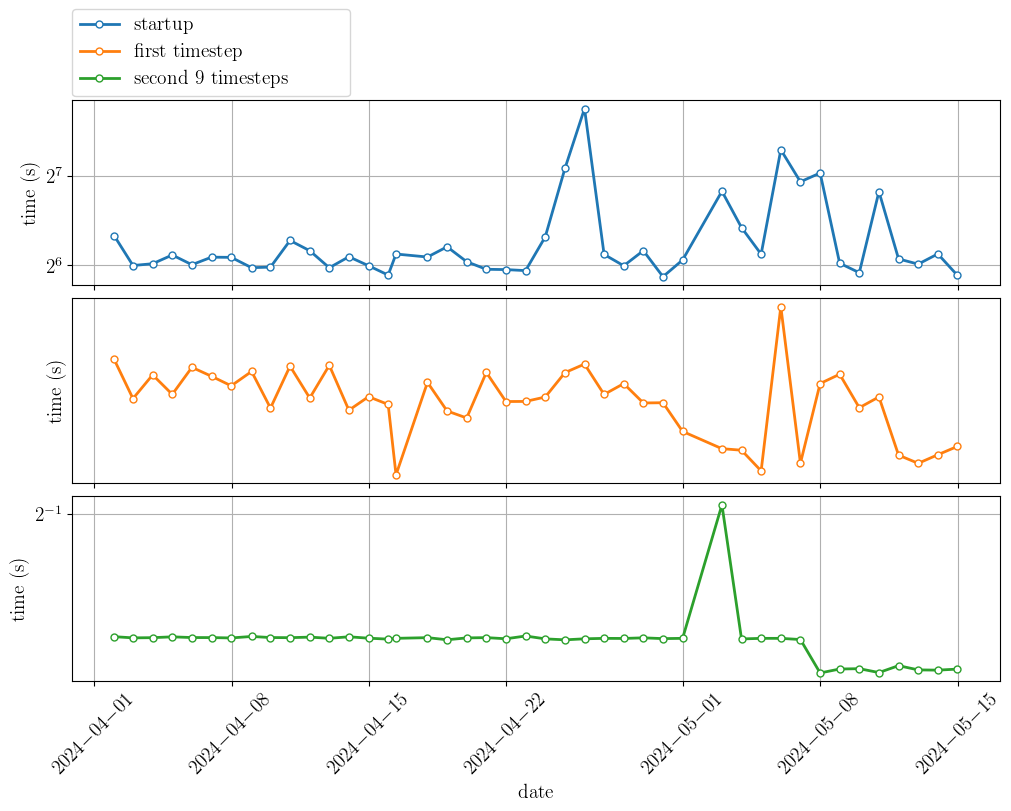 startup
first timestep
second 9 timesteps
time (s)
2^7
2^6
time (s)
2^-1
time (s)
2024−04−01
2024−04−08
2024−04−15
2024−04−22
2024−05−01
2024−05−08
2024−05−15
date